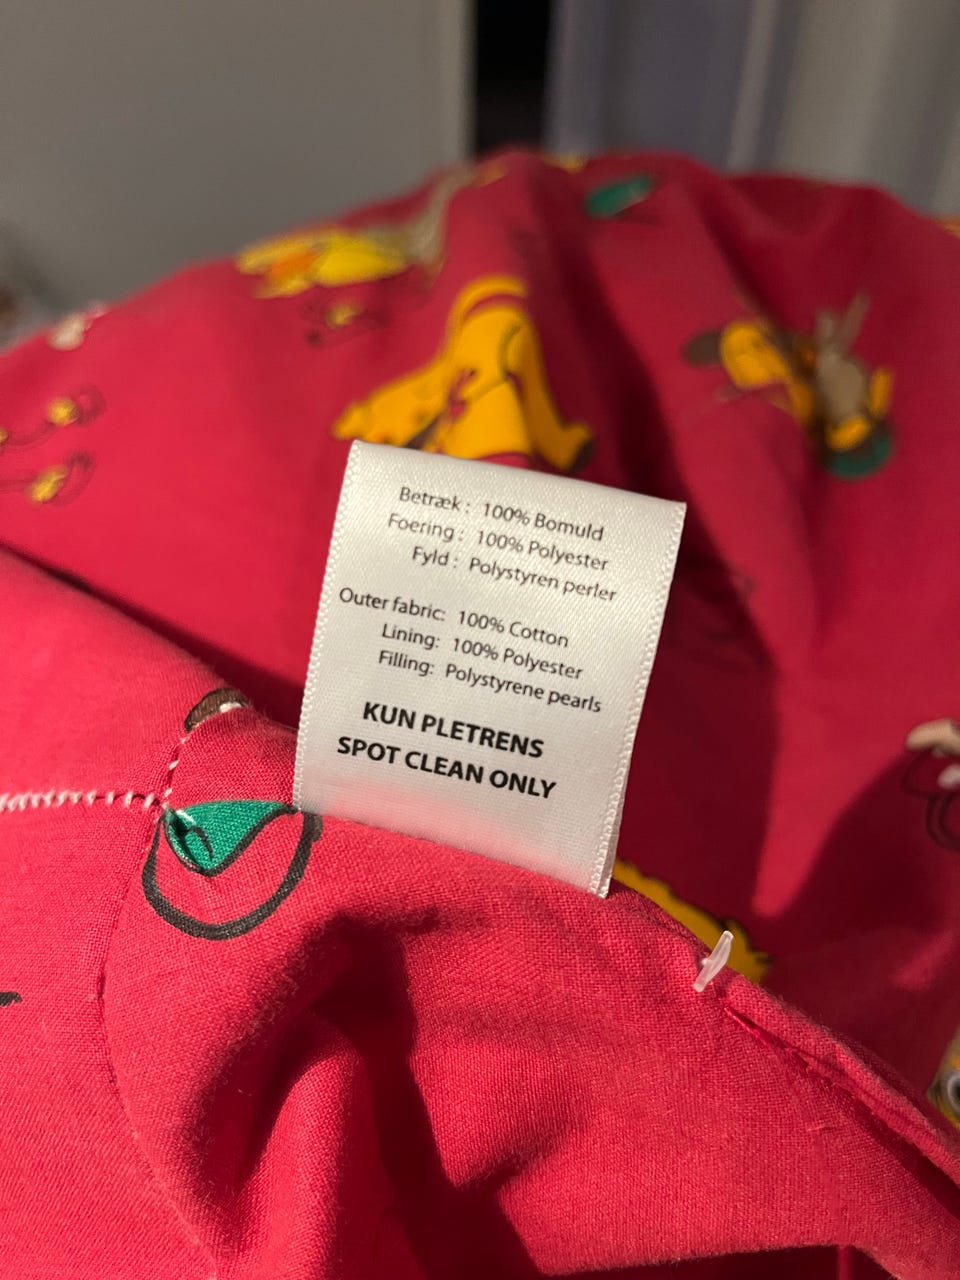 Betræk : 100% Bomuld
Foering : 100% Polyester
Fyld : Polystyren perler
Outer fabric: 100% Cotton
Lining: 100% Polyester
Filling: Polystyrene pearls
KUN PLETRENS
SPOT CLEAN ONLY